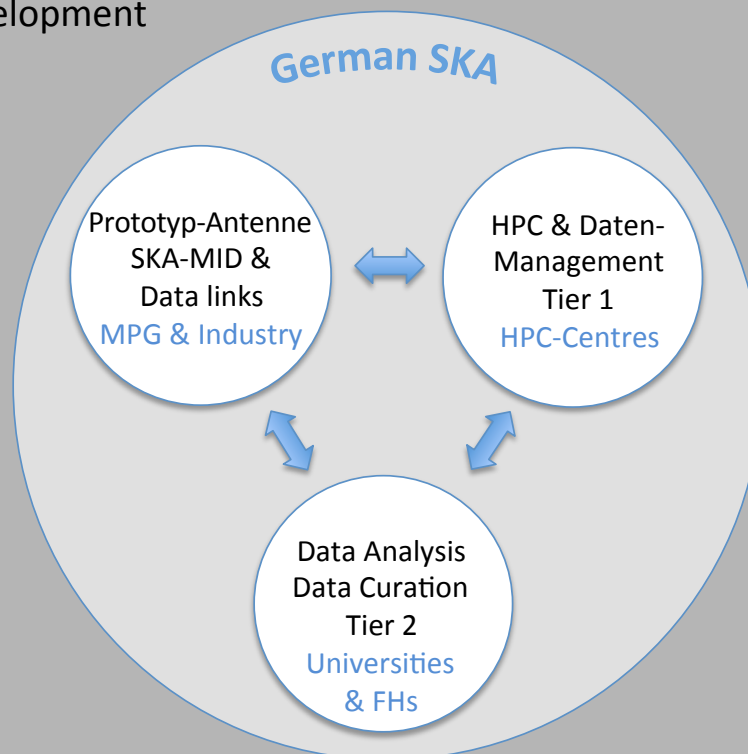 elopment
German SKA
Prototyp-Antenne
SKA-MID &
Data links
MPG & Industry
HPC & Daten-
Management
Tier 1
HPC-Centres
Data Analysis
Data Curation
Tier 2
Universities
& FHs